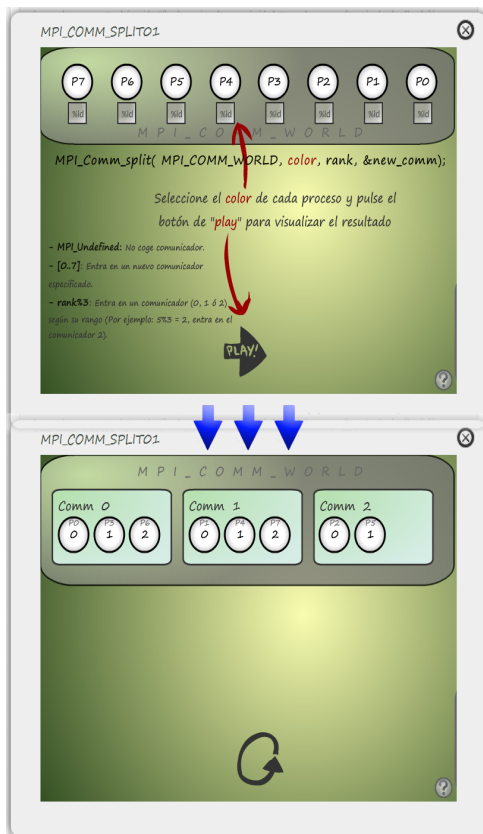 MPI_COMM_SPLIT01
P7 P6 P5 P4 P3 P2 P1 P0
%id %id %id %id %id %id %id %id
MPI_COMM_WORLD
MPI_Comm_split( MPI_COMM_WORLD, color, rank, &new_comm);
Seleccione el color de cada proceso y pulse el
botón de "play" para visualizar el resultado
- MPI_Undefined: No coge comunicador.
- [0..7]: Entra en un nuevo comunicador
especificado.
- rank%3: Entra en un comunicador (0, 1 ó 2)
según su rango (Por ejemplo: 5%3 = 2, entra en el
comunicador 2).
PLAY!
?
MPI_COMM_SPLIT01
MPI_COMM_WORLD
Comm 0 Comm 1 Comm 2
P0 P3 P6 P1 P4 P7 P2 P5
0 1 2 0 1 2 0 1
?